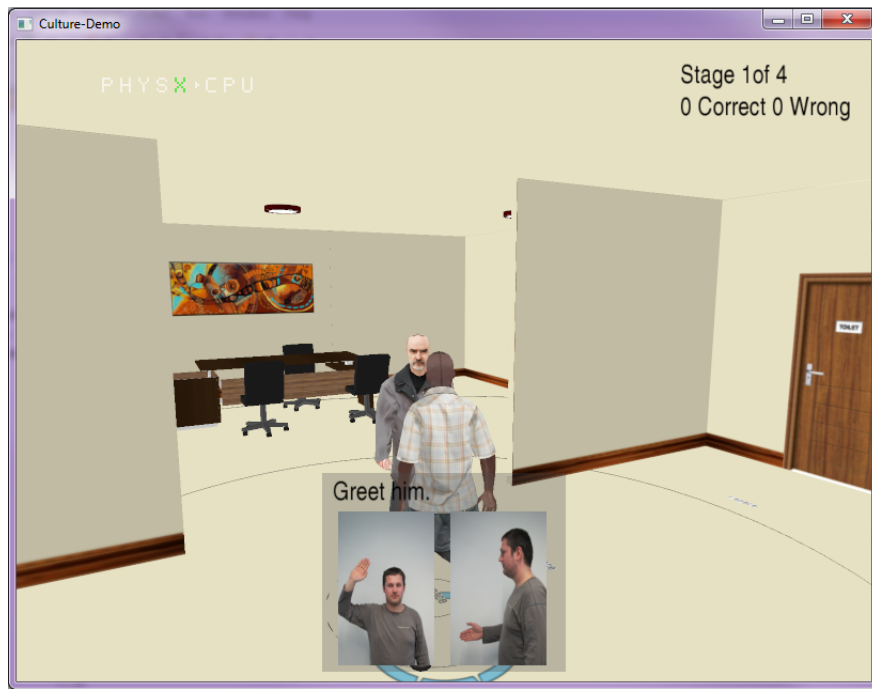 Culture-Demo
PHYSX▸CPU
Stage 1of 4
0 Correct 0 Wrong
TOILET
Greet him.